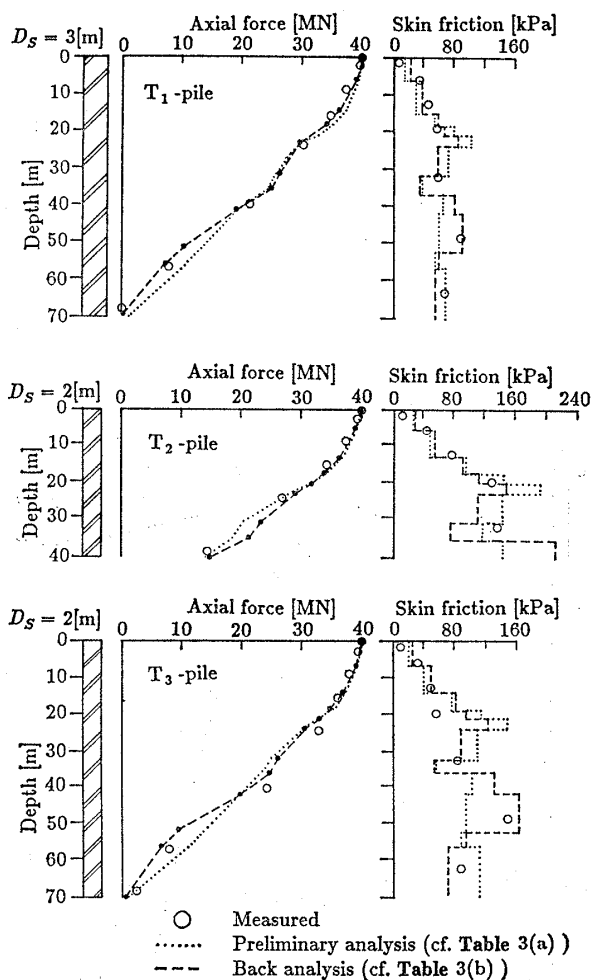 Axial force [MN] Skin friction [kPa]
D_S = 3[m] 0 10 20 30 40 0 80 160
0
10
20
30
40
50
60
70
Depth [m]
T₁ -pile
Axial force [MN] Skin friction [kPa]
D_S = 2[m] 0 10 20 30 40 0 80 160 240
0
10
20
30
40
Depth [m]
T₂ -pile
Axial force [MN] Skin friction [kPa]
D_S = 2[m] 0 10 20 30 40 0 80 160
0
10
20
30
40
50
60
70
Depth [m]
T₃ -pile
Measured
Preliminary analysis (cf. Table 3(a) )
Back analysis (cf. Table 3(b) )